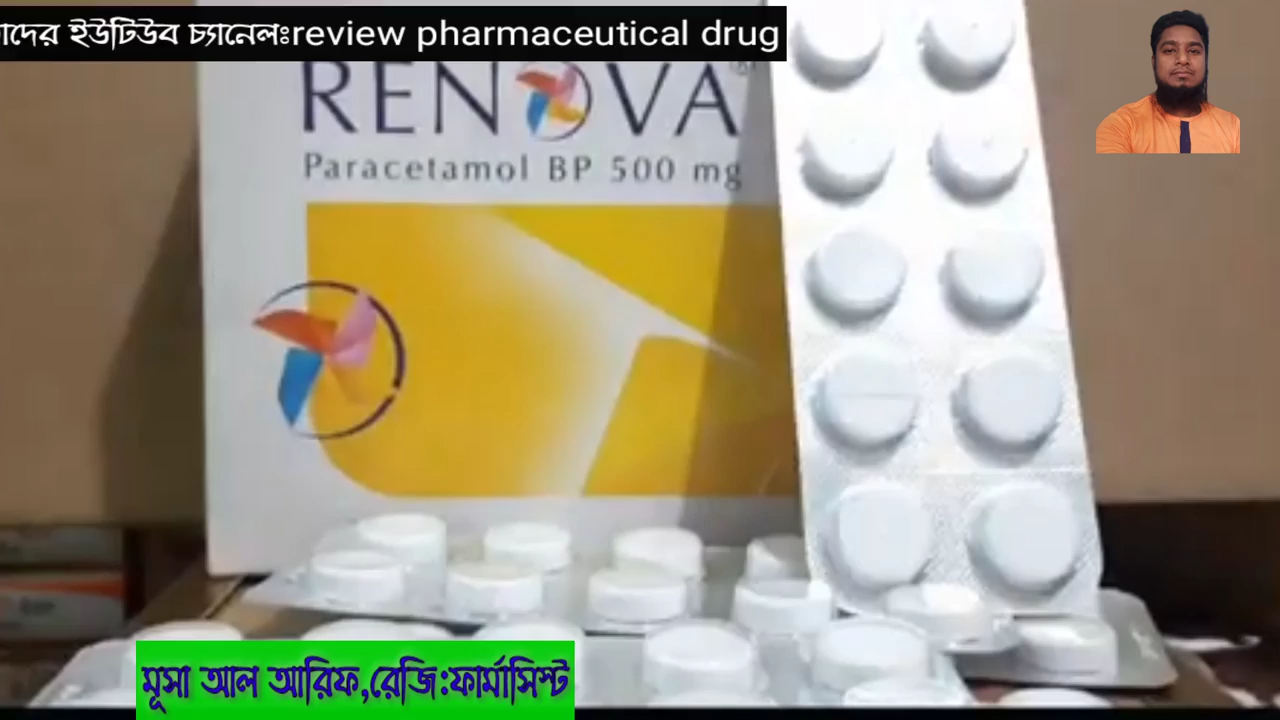 ইউটিউব চ্যানেলঃreview pharmaceutical drug
RENOVA
Paracetamol BP 500 mg
মূসা আল আরিফ,রেজি:ফার্মাসিস্ট